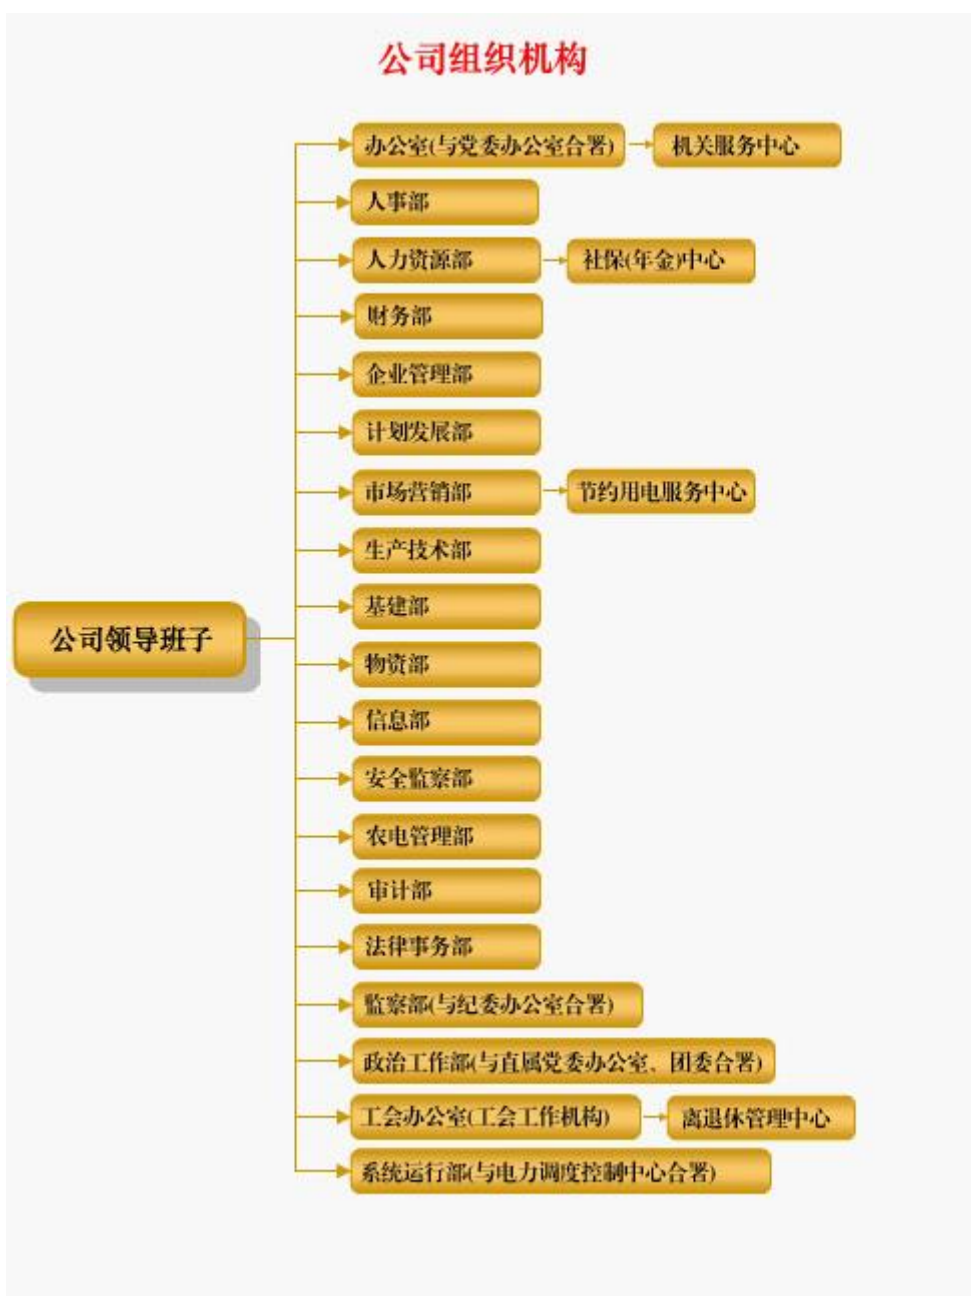 公司组织机构
办公室(与党委办公室合署)
机关服务中心
人事部
人力资源部
社保(年金)中心
财务部
企业管理部
计划发展部
市场营销部
节约用电服务中心
生产技术部
基建部
公司领导班子
物资部
信息部
安全监察部
农电管理部
审计部
法律事务部
监察部(与纪委办公室合署)
政治工作部(与直属党委办公室、团委合署)
工会办公室(工会工作机构)
离退休管理中心
系统运行部(与电力调度控制中心合署)